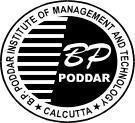 B.P. PODDAR INSTITUTE OF MANAGEMENT AND TECHNOLOGY
CALCUTTA
BP
PODDAR